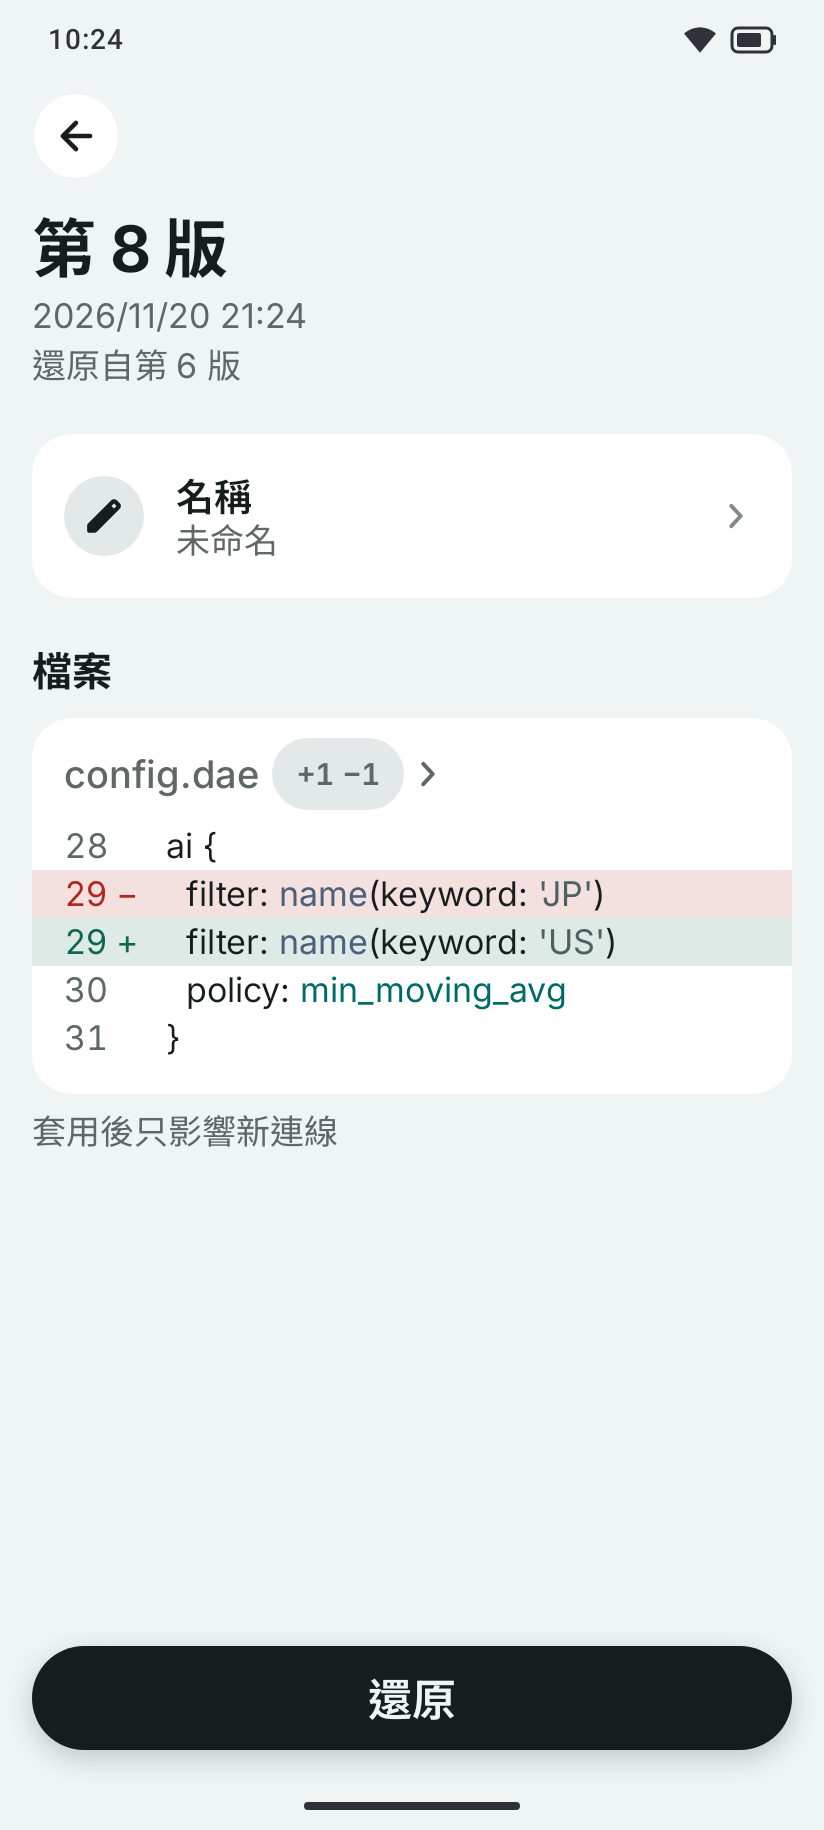 10:24
第 8 版
2026/11/20 21:24
還原自第 6 版
名稱
未命名
檔案
config.dae +1 −1
28 ai {
29 − filter: name(keyword: 'JP')
29 + filter: name(keyword: 'US')
30 policy: min_moving_avg
31 }
套用後只影響新連線
還原